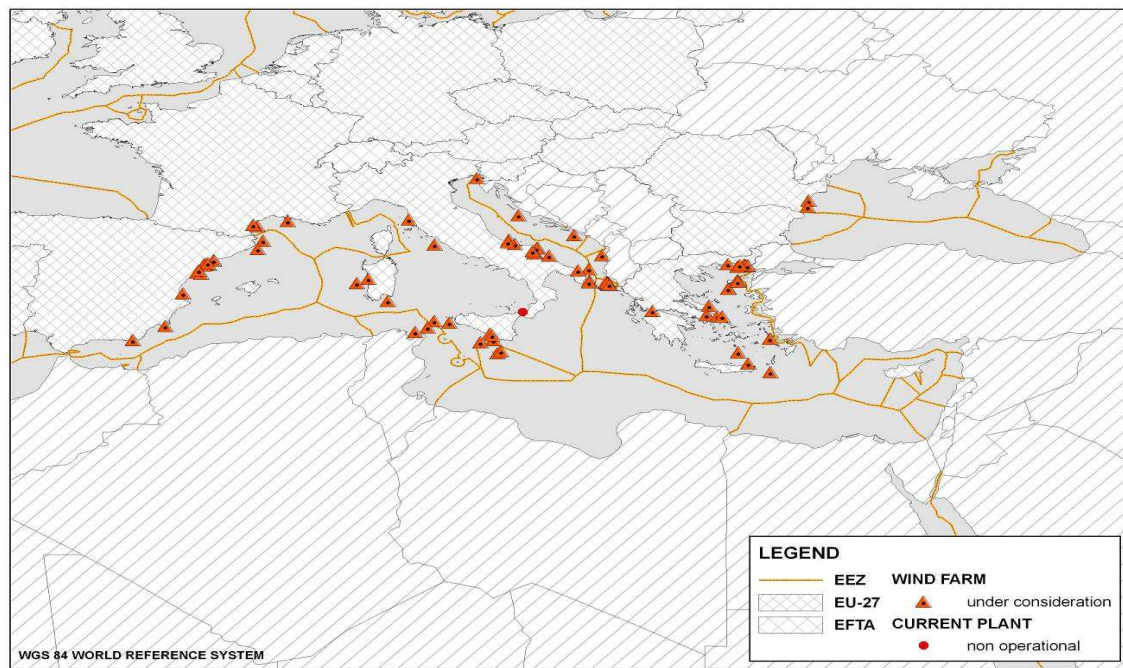 LEGEND
EEZ WIND FARM
EU-27 under consideration
EFTA CURRENT PLANT
non operational
WGS 84 WORLD REFERENCE SYSTEM